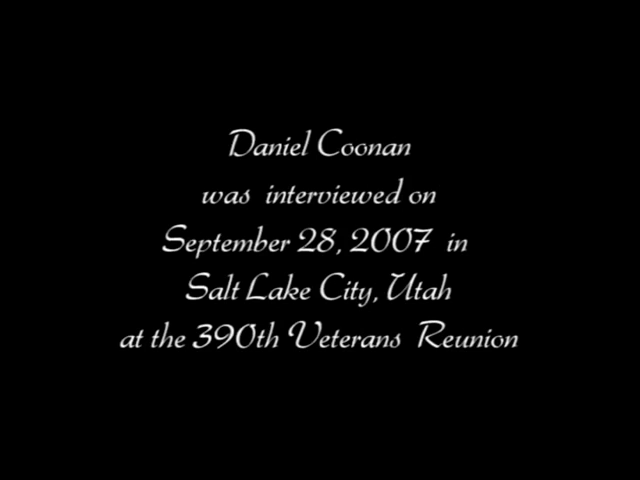 Daniel Coonan
was interviewed on
September 28, 2007 in
Salt Lake City, Utah
at the 390th Veterans Reunion